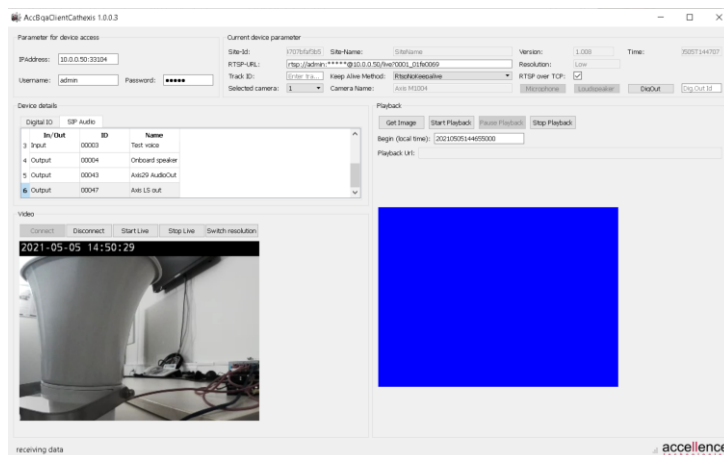 AccBqaClientCathexis 1.0.0.3
Parameter for device access
IPAddress: 10.0.0.50:33104
Username: admin Password: •••••
Current device parameter
Site-Id: Site-Name: SiteName Version: 1.000 Time:
RTSP-URL: rtsp://admin:*****@10.0.0.50/live?0001_01fe0069 Resolution: Low
Track ID: Enter tra... Keep Alive Method: RtspNoKeepalive RTSP over TCP:
Selected camera: 1 Camera Name: Axis M1004 Microphone Loudspeaker DigOut Dig.Out Id
Device details
Digital IO SIP Audio
In/Out ID Name
3 Input 00003 Test voice
4 Output 00004 Onboard speaker
5 Output 00043 Axis29 AudioOut
6 Output 00047 Axis LS out
Video
Connect Disconnect Start Live Stop Live Switch resolution
2021-05-05 14:50:29
Playback
Get Image Start Playback Pause Playback Stop Playback
Begin (local time): 20210505144655000
Playback Url:
receiving data
accellence